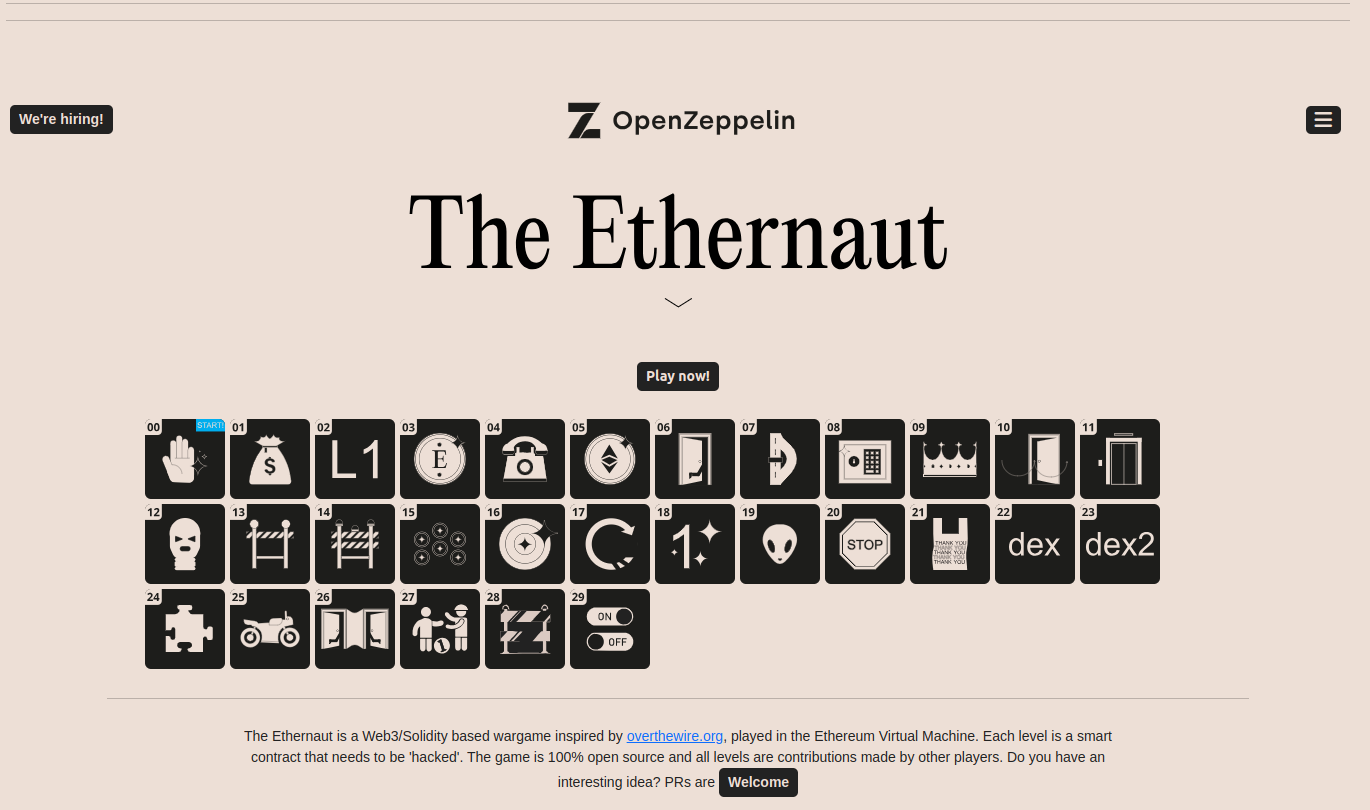 We're hiring!
OpenZeppelin
The Ethernaut
Play now!
00 START! 01 02 L1 03 E 04 05 06 07 08 09 10 11
12 13 14 15 16 17 18 1 19 20 STOP 21 THANK YOU THANK YOU THANK YOU THANK YOU 22 dex 23 dex2
24 25 26 27 28 29 ON OFF
The Ethernaut is a Web3/Solidity based wargame inspired by overthewire.org, played in the Ethereum Virtual Machine. Each level is a smart
contract that needs to be 'hacked'. The game is 100% open source and all levels are contributions made by other players. Do you have an
interesting idea? PRs are Welcome